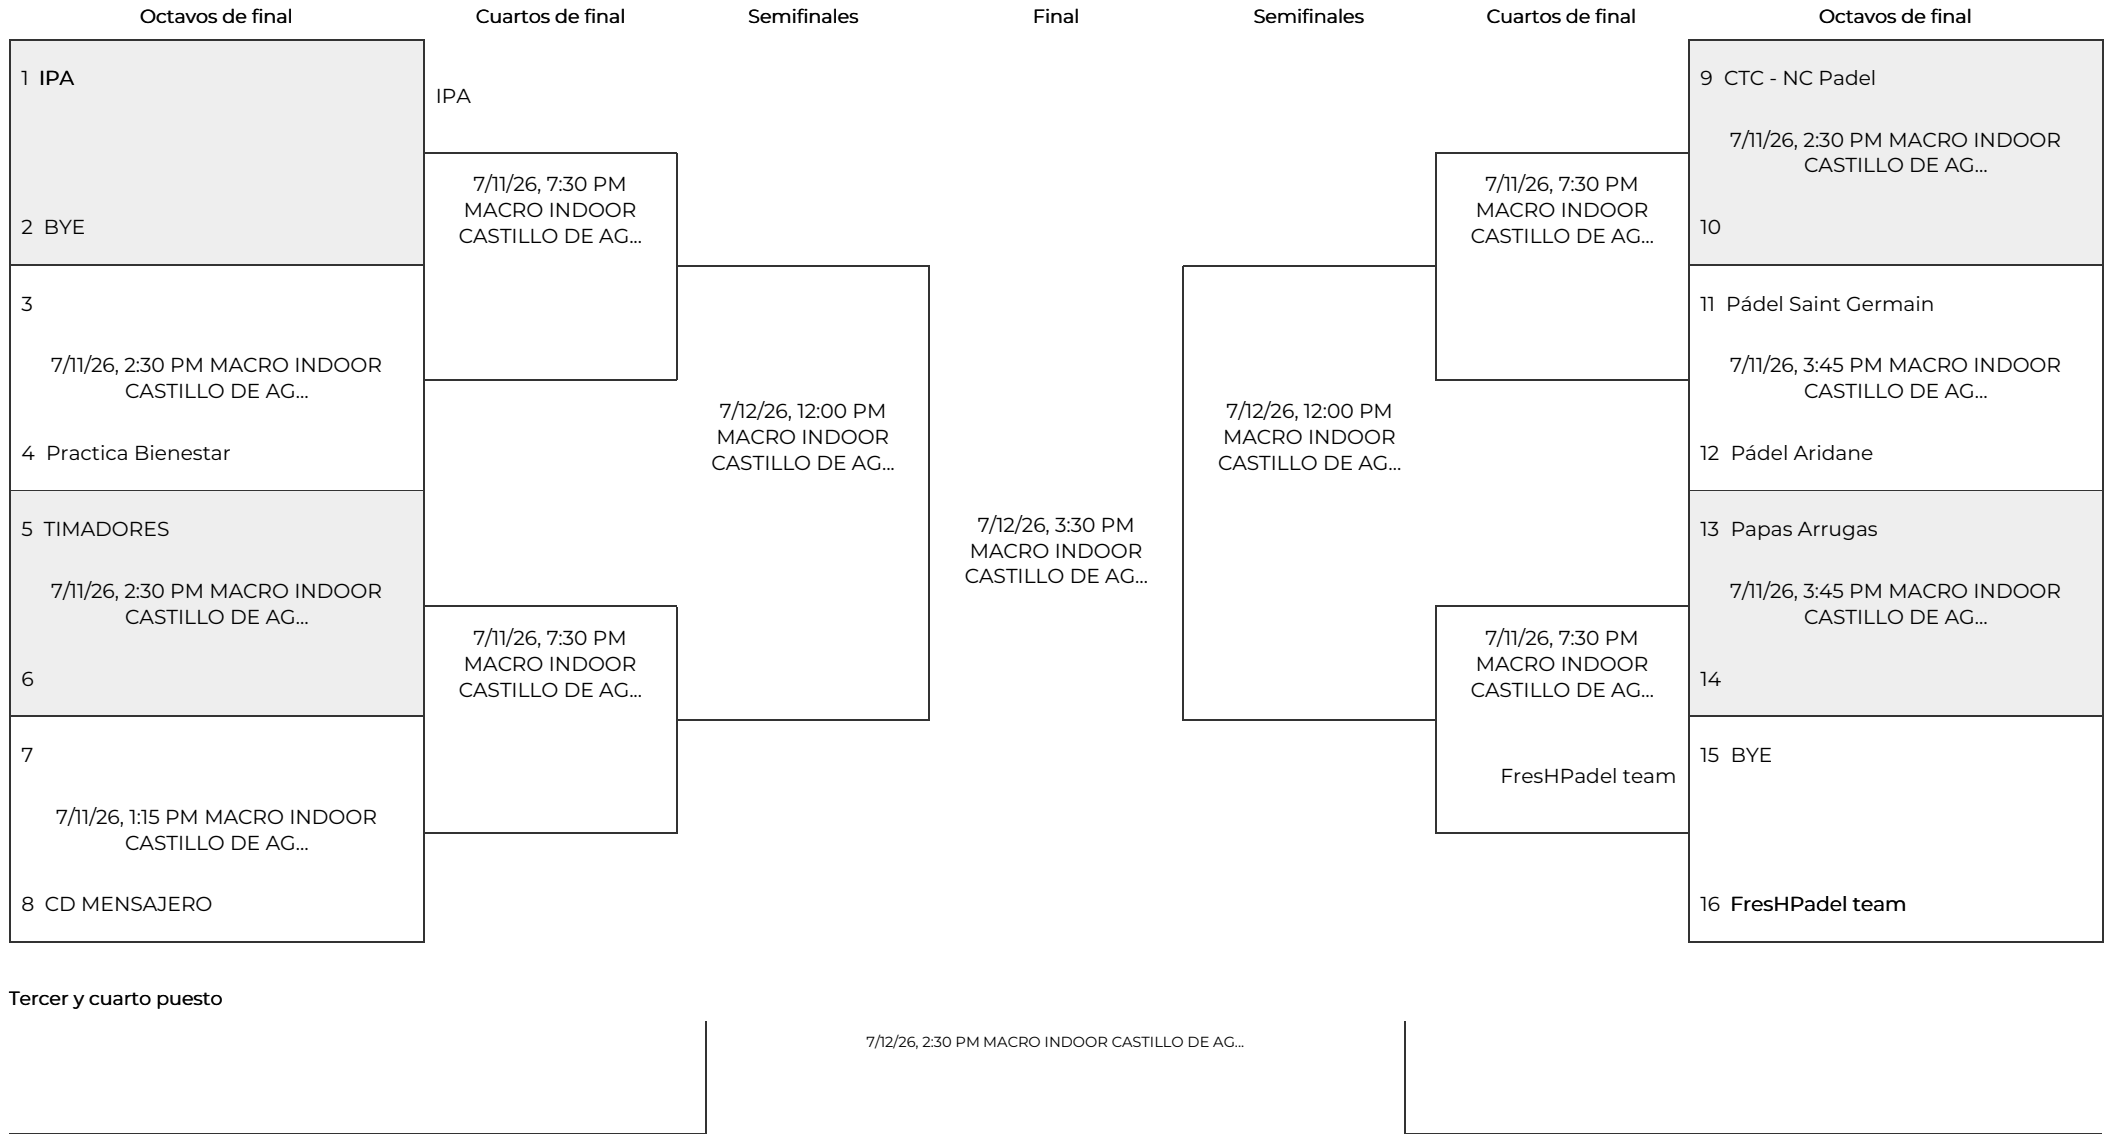 Octavos de final
Cuartos de final
Semifinales
Final
Semifinales
Cuartos de final
Octavos de final
1 IPA
2 BYE
3
7/11/26, 2:30 PM MACRO INDOOR
CASTILLO DE AG...
4 Practica Bienestar
5 TIMADORES
7/11/26, 2:30 PM MACRO INDOOR
CASTILLO DE AG...
6
7
7/11/26, 1:15 PM MACRO INDOOR
CASTILLO DE AG...
8 CD MENSAJERO
IPA
7/11/26, 7:30 PM
MACRO INDOOR
CASTILLO DE AG...
7/11/26, 7:30 PM
MACRO INDOOR
CASTILLO DE AG...
7/12/26, 12:00 PM
MACRO INDOOR
CASTILLO DE AG...
7/12/26, 3:30 PM
MACRO INDOOR
CASTILLO DE AG...
7/12/26, 12:00 PM
MACRO INDOOR
CASTILLO DE AG...
7/11/26, 7:30 PM
MACRO INDOOR
CASTILLO DE AG...
7/11/26, 7:30 PM
MACRO INDOOR
CASTILLO DE AG...
FresHPadel team
9 CTC - NC Padel
7/11/26, 2:30 PM MACRO INDOOR
CASTILLO DE AG...
10
11 Pádel Saint Germain
7/11/26, 3:45 PM MACRO INDOOR
CASTILLO DE AG...
12 Pádel Aridane
13 Papas Arrugas
7/11/26, 3:45 PM MACRO INDOOR
CASTILLO DE AG...
14
15 BYE
16 FresHPadel team
Tercer y cuarto puesto
7/12/26, 2:30 PM MACRO INDOOR CASTILLO DE AG...